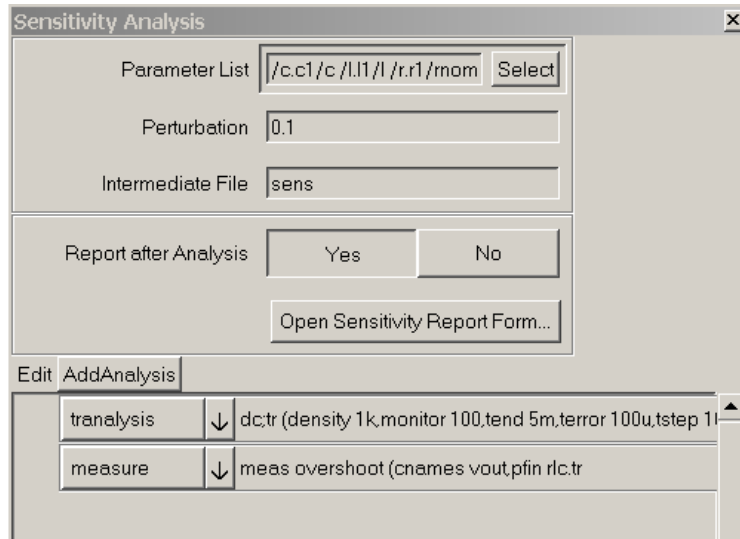 Sensitivity Analysis
Parameter List /c.c1/c /l.l1/l /r.r1/rnom Select
Perturbation 0.1
Intermediate File sens
Report after Analysis Yes No
Open Sensitivity Report Form...
Edit AddAnalysis
tranalysis dc;tr (density 1k,monitor 100,tend 5m,terror 100u,tstep
measure meas overshoot (cnames vout,pfin rlc.tr